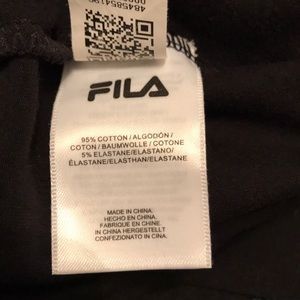 FILA
95% COTTON / ALGODÓN /
COTON / BAUMWOLLE / COTONE
5% ELASTANE/ELASTANO/
ÉLASTANE/ELASTHAN/ELASTANE
MADE IN CHINA
HECHO EN CHINA
FABRIQUE EN CHINE
IN CHINA HERGESTELLT
CONFEZIONATO IN CINA